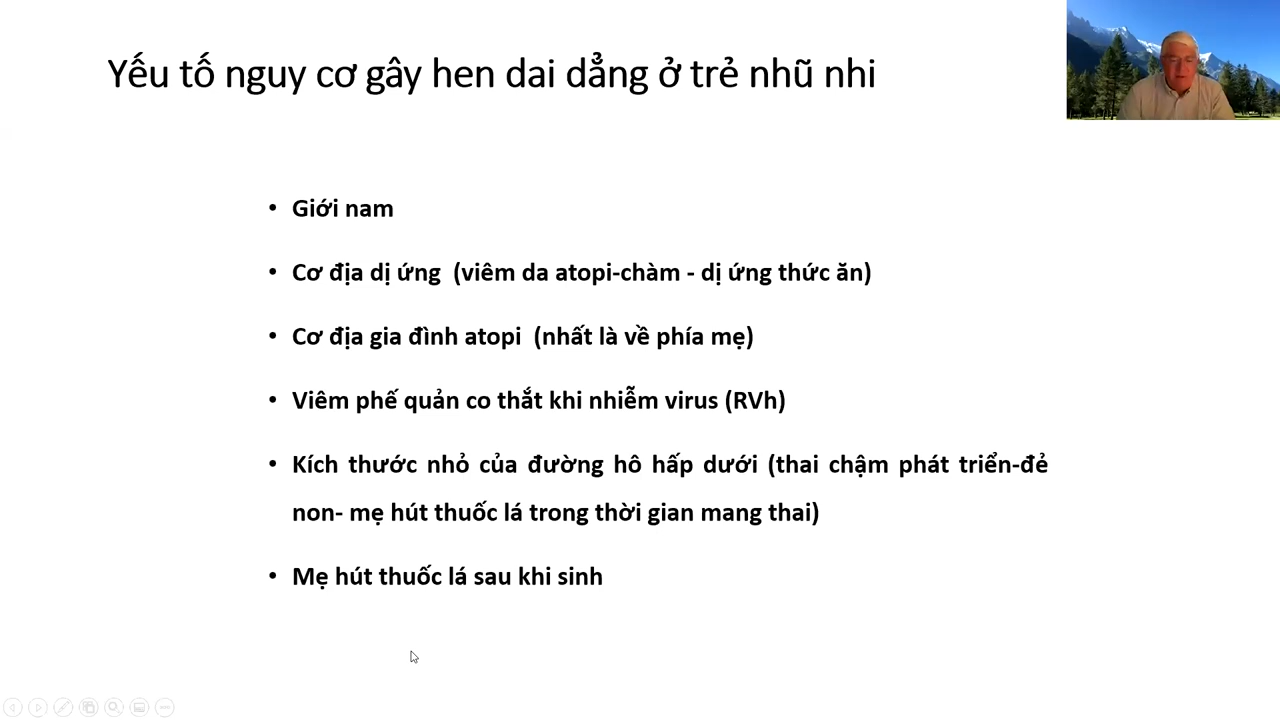 Yếu tố nguy cơ gây hen dai dẳng ở trẻ nhũ nhi
• Giới nam
• Cơ địa dị ứng (viêm da atopi-chàm - dị ứng thức ăn)
• Cơ địa gia đình atopi (nhất là về phía mẹ)
• Viêm phế quản co thắt khi nhiễm virus (RVh)
• Kích thước nhỏ của đường hô hấp dưới (thai chậm phát triển-đẻ
non- mẹ hút thuốc lá trong thời gian mang thai)
• Mẹ hút thuốc lá sau khi sinh